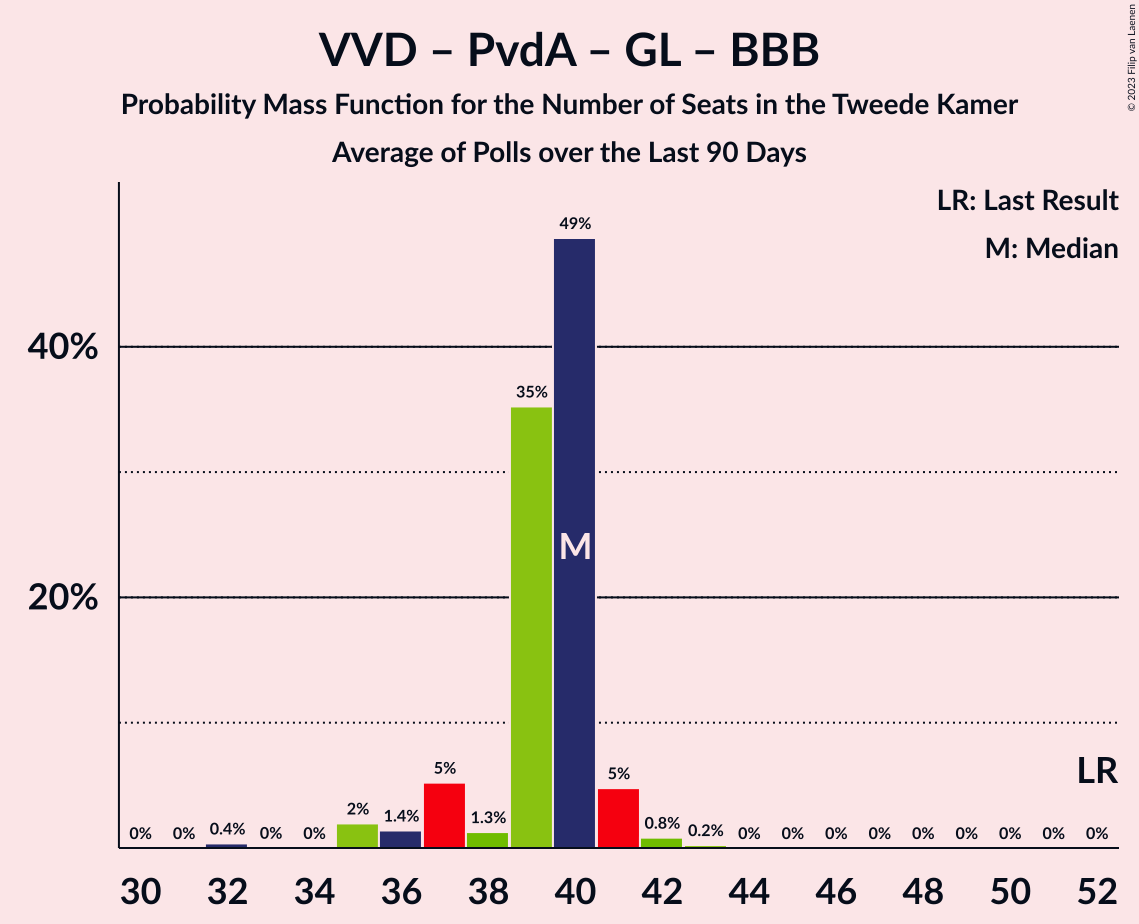 VVD – PvdA – GL – BBB
Probability Mass Function for the Number of Seats in the Tweede Kamer
Average of Polls over the Last 90 Days
© 2023 Filip van Laenen
LR: Last Result
M: Median
49%
40%
35%
M
20%
LR
5%
5%
2%
1.4%
1.3%
0.8%
0.4%
0.2%
0% 0% 0% 0% 0% 0% 0% 0% 0% 0% 0% 0% 0%
30 32 34 36 38 40 42 44 46 48 50 52